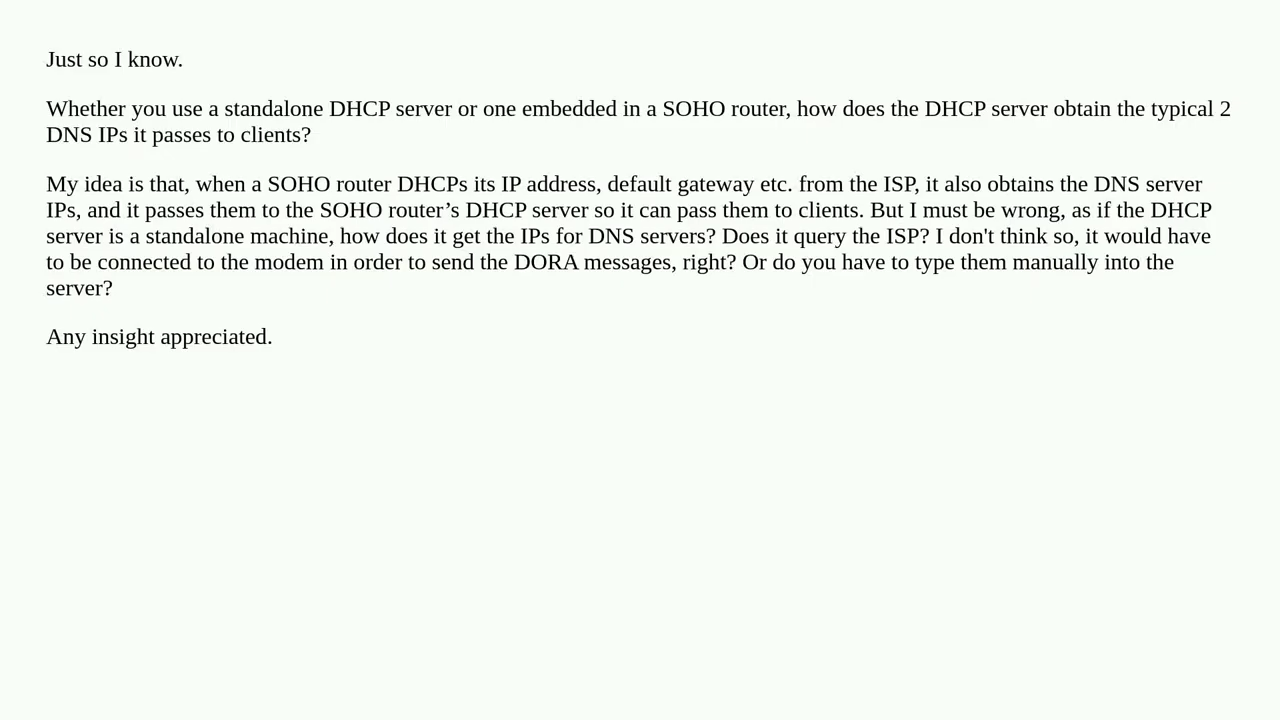 Just so I know.
Whether you use a standalone DHCP server or one embedded in a SOHO router, how does the DHCP server obtain the typical 2
DNS IPs it passes to clients?
My idea is that, when a SOHO router DHCPs its IP address, default gateway etc. from the ISP, it also obtains the DNS server
IPs, and it passes them to the SOHO router’s DHCP server so it can pass them to clients. But I must be wrong, as if the DHCP
server is a standalone machine, how does it get the IPs for DNS servers? Does it query the ISP? I don't think so, it would have
to be connected to the modem in order to send the DORA messages, right? Or do you have to type them manually into the
server?
Any insight appreciated.